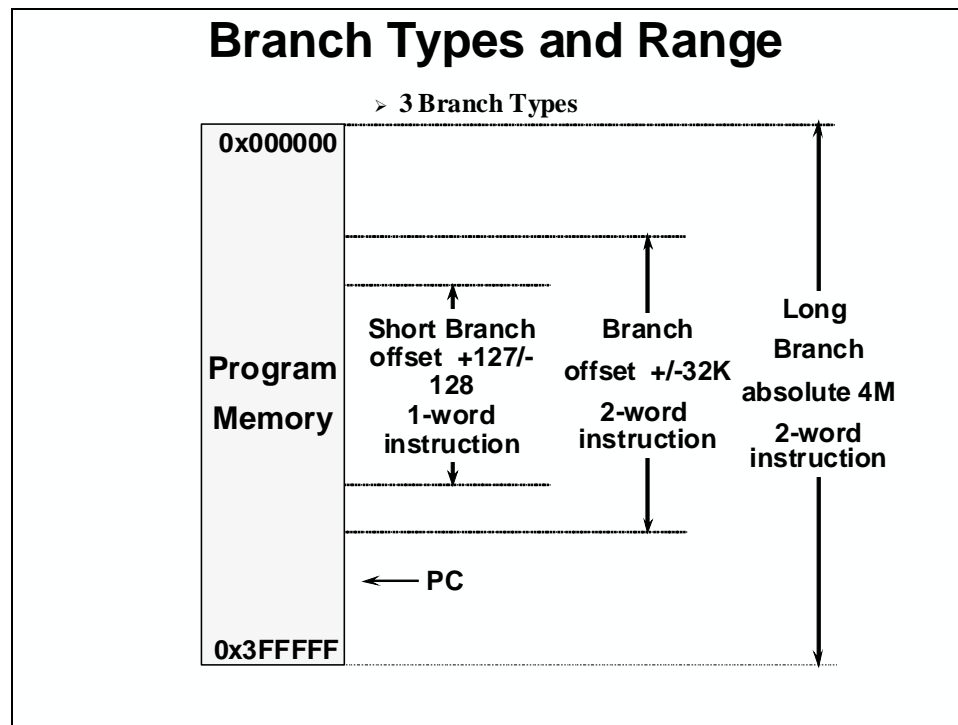 Branch Types and Range
➢ 3 Branch Types
0x000000
Program
Memory
0x3FFFFF
Short Branch
offset +127/-
128
1-word
instruction
Branch
offset +/-32K
2-word
instruction
Long
Branch
absolute 4M
2-word
instruction
PC